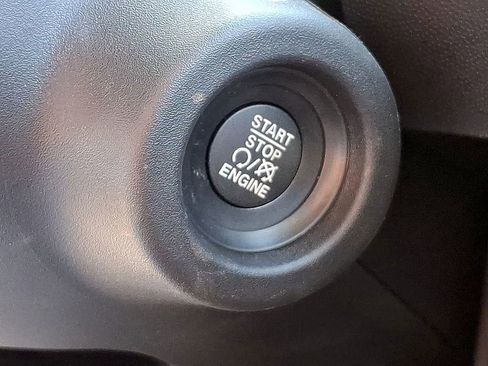 START
STOP
/
ENGINE